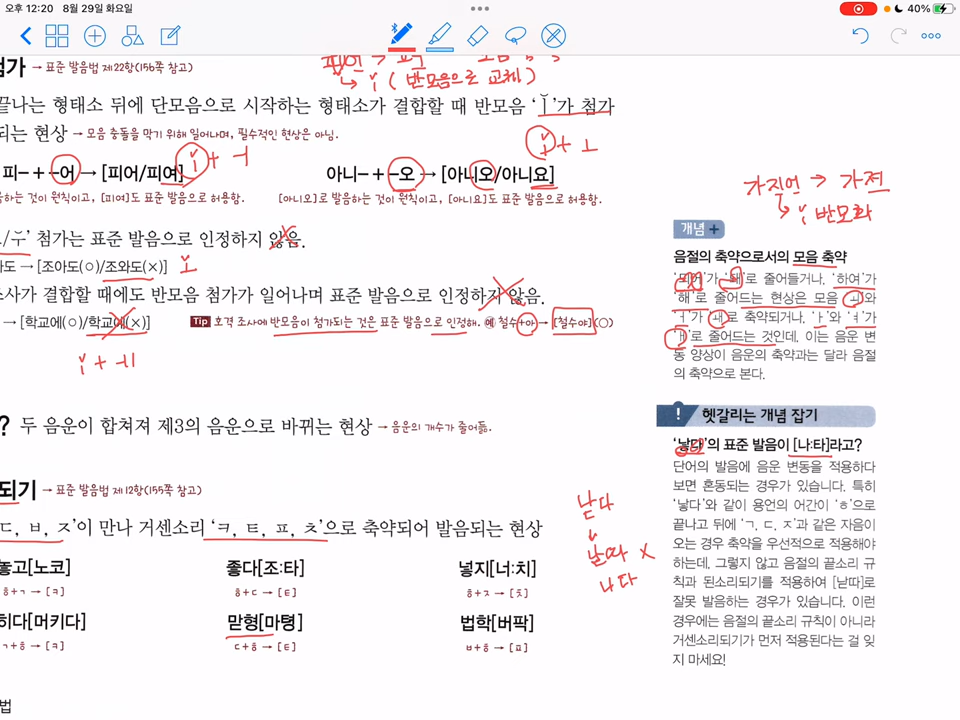 오후 12:20 8월 29일 화요일
40%
첨가 → 표준 발음법 제22항(156쪽 참고)
↳ ĭ (반모음으로 교체)
끝나는 형태소 뒤에 단모음으로 시작하는 형태소가 결합할 때 반모음 'ĭ'가 첨가
되는 현상 → 모음 충돌을 막기 위해 일어나며, 필수적인 현상은 아님.
ĭ + ㅓ
ĭ + ㅗ
피- + -어 → [피어/피여]
아니- + -오 → [아니오/아니요]
하는 것이 원칙이고, [피여]도 표준 발음으로 허용함.
[아니오]로 발음하는 것이 원칙이고, [아니요]도 표준 발음으로 허용함.
/ㅜ̆' 첨가는 표준 발음으로 인정하지 않음.
도 → [조아도(○)/조와도(×)]
조사가 결합할 때에도 반모음 첨가가 일어나며 표준 발음으로 인정하지 않음.
→ [학교에(○)/학교예(×)]
Tip 호격 조사에 반모음이 첨가되는 것은 표준 발음으로 인정해. 예 철수+아 → [철수야](○)
ĭ + ㅔ
? 두 음운이 합쳐져 제3의 음운으로 바뀌는 현상 → 음운의 개수가 줄어듦.
되기 → 표준 발음법 제12항(155쪽 참고)
ㄷ, ㅂ, ㅈ'이 만나 거센소리 'ㅋ, ㅌ, ㅍ, ㅊ'으로 축약되어 발음되는 현상
놓고[노코]
좋다[조:타]
넣지[너:치]
ㅎ+ㄱ → [ㅋ]
ㅎ+ㄷ → [ㅌ]
ㅎ+ㅈ → [ㅊ]
히다[머키다]
맏형[마텽]
법학[버팍]
ㄱ+ㅎ → [ㅋ]
ㄷ+ㅎ → [ㅌ]
ㅂ+ㅎ → [ㅍ]
법
가지어 → 가져
↳ ĭ 반모화
개념 +
음절의 축약으로서의 모음 축약
'되어'가 '돼'로 줄어들거나, '하여'가
'해'로 줄어드는 현상은 모음 'ㅚ'와
'ㅓ'가 'ㅙ'로 축약되거나, 'ㅏ'와 'ㅕ'가
'ㅐ'로 줄어드는 것인데, 이는 음운 변
동 양상이 음운의 축약과는 달라 음절
의 축약으로 본다.
! 헷갈리는 개념 잡기
'낳다'의 표준 발음이 [나:타]라고?
단어의 발음에 음운 변동을 적용하다
보면 혼동되는 경우가 있습니다. 특히
'낳다'와 같이 용언의 어간이 'ㅎ'으로
끝나고 뒤에 'ㄱ, ㄷ, ㅈ'과 같은 자음이
오는 경우 축약을 우선적으로 적용해야
하는데, 그렇지 않고 음절의 끝소리 규
칙과 된소리되기를 적용하여 [낟따]로
잘못 발음하는 경우가 있습니다. 이런
경우에는 음절의 끝소리 규칙이 아니라
거센소리되기가 먼저 적용된다는 걸 잊
지 마세요!